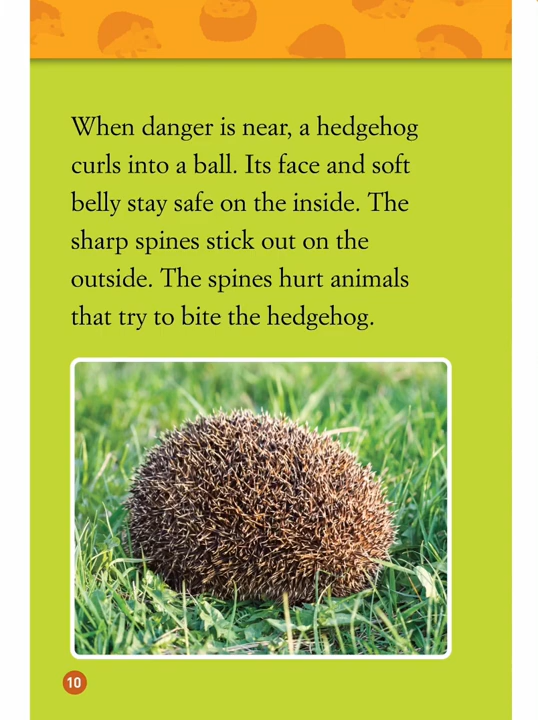 When danger is near, a hedgehog
curls into a ball. Its face and soft
belly stay safe on the inside. The
sharp spines stick out on the
outside. The spines hurt animals
that try to bite the hedgehog.
10